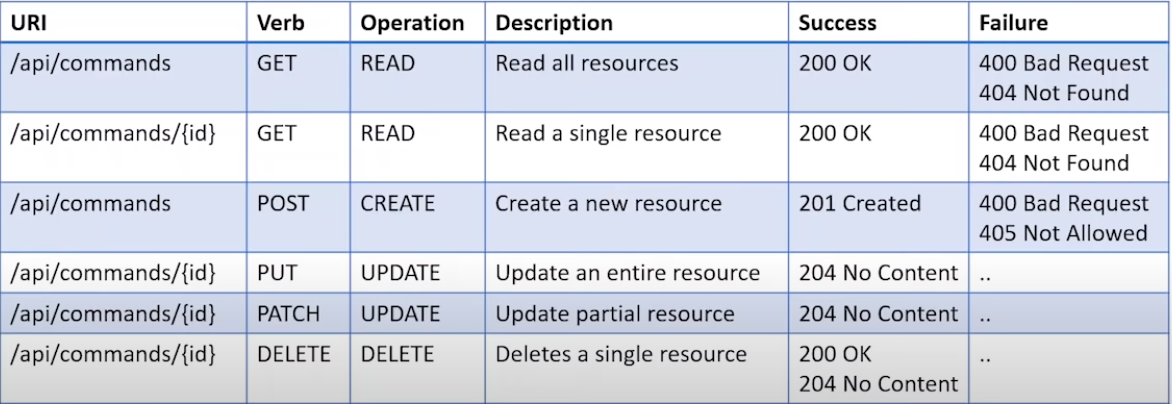 URI Verb Operation Description Success Failure
/api/commands GET READ Read all resources 200 OK 400 Bad Request
404 Not Found
/api/commands/{id} GET READ Read a single resource 200 OK 400 Bad Request
404 Not Found
/api/commands POST CREATE Create a new resource 201 Created 400 Bad Request
405 Not Allowed
/api/commands/{id} PUT UPDATE Update an entire resource 204 No Content ..
/api/commands/{id} PATCH UPDATE Update partial resource 204 No Content ..
/api/commands/{id} DELETE DELETE Deletes a single resource 200 OK ..
204 No Content